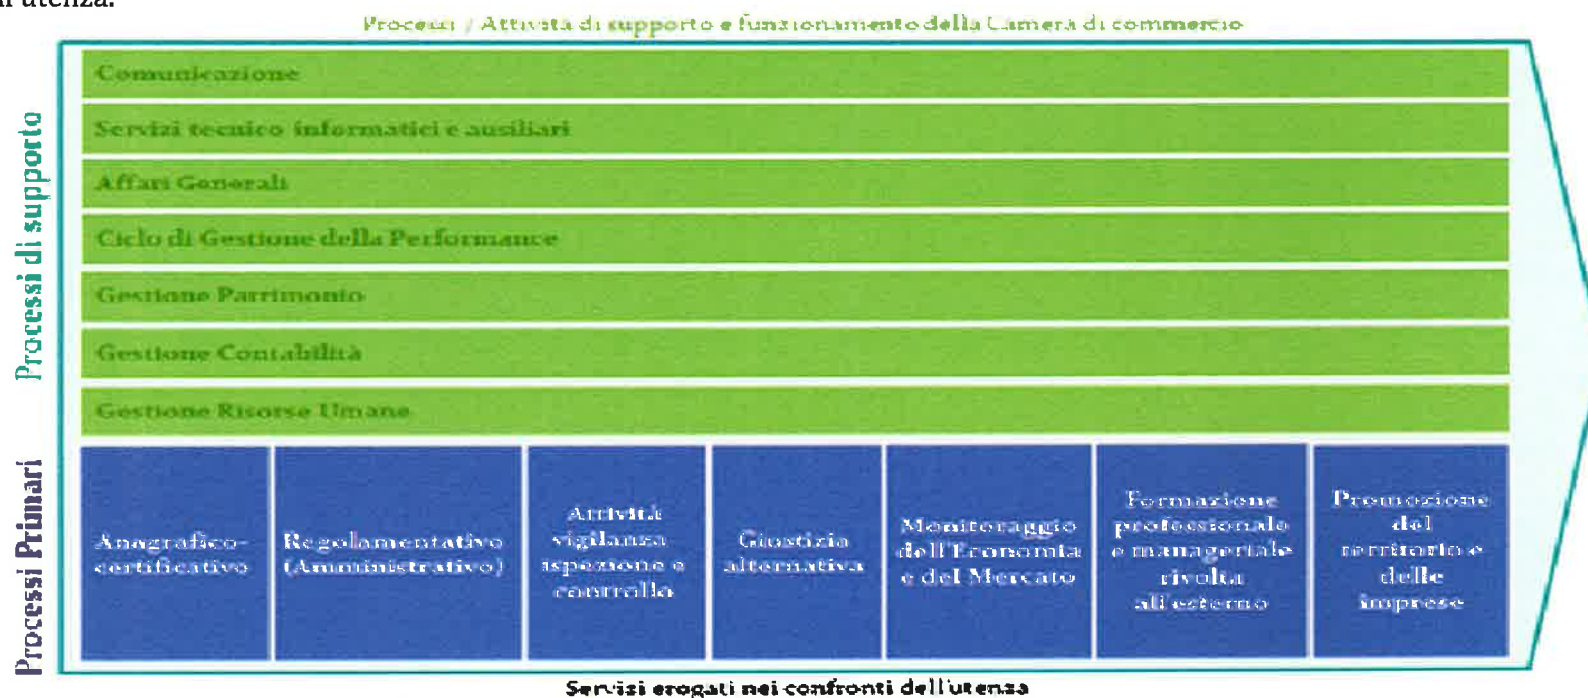 all'utenza.
Processi / Attività di supporto e funzionamento della Camera di commercio
Processi di supporto
Comunicazione
Servizi tecnico informatici e ausiliari
Affari Generali
Ciclo di Gestione della Performance
Gestione Patrimonio
Gestione Contabilità
Gestione Risorse Umane
Processi Primari
Anagrafico-
certificativo
Regolamentativo
(Amministrativo)
Attività
vigilanza
ispezione e
controllo
Giustizia
alternativa
Monitoraggio
dell'Economia
e del Mercato
Formazione
professionale
e manageriale
rivolta
all'esterno
Promozione
del
territorio e
delle
imprese
Servizi erogati nei confronti dell'utenza